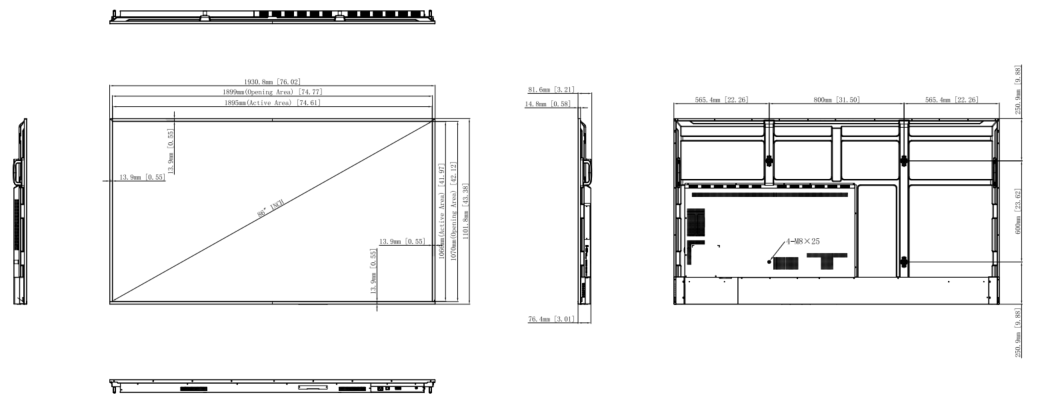 1930.8mm [76.02]
1899mm(Opening Area) [74.77]
1895mm(Active Area) [74.61]
13.9mm [0.55]
13.9mm [0.55]
86" INCH
13.9mm [0.55]
13.9mm [0.55]
1066mm(Active Area) [41.97]
1070mm(Opening Area) [42.12]
1101.8mm [43.38]
81.6mm [3.21]
14.8mm [0.58]
76.4mm [3.01]
565.4mm [22.26]
800mm [31.50]
565.4mm [22.26]
250.9mm [9.88]
600mm [23.62]
4-M8×25
250.9mm [9.88]